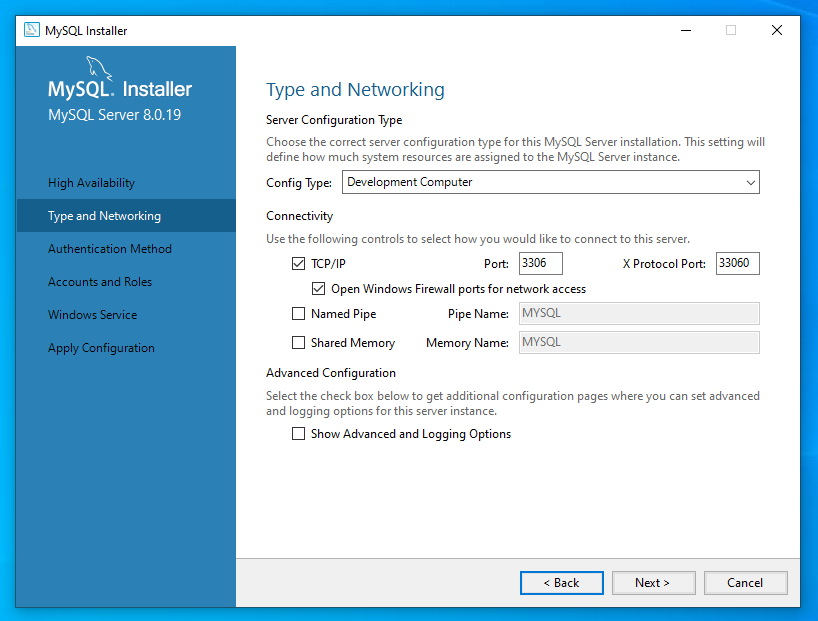 MySQL Installer
MySQL. Installer
MySQL Server 8.0.19
High Availability
Type and Networking
Authentication Method
Accounts and Roles
Windows Service
Apply Configuration
Type and Networking
Server Configuration Type
Choose the correct server configuration type for this MySQL Server installation. This setting will
define how much system resources are assigned to the MySQL Server instance.
Config Type: Development Computer
Connectivity
Use the following controls to select how you would like to connect to this server.
TCP/IP Port: 3306 X Protocol Port: 33060
Open Windows Firewall ports for network access
Named Pipe Pipe Name: MYSQL
Shared Memory Memory Name: MYSQL
Advanced Configuration
Select the check box below to get additional configuration pages where you can set advanced
and logging options for this server instance.
Show Advanced and Logging Options
< Back Next > Cancel